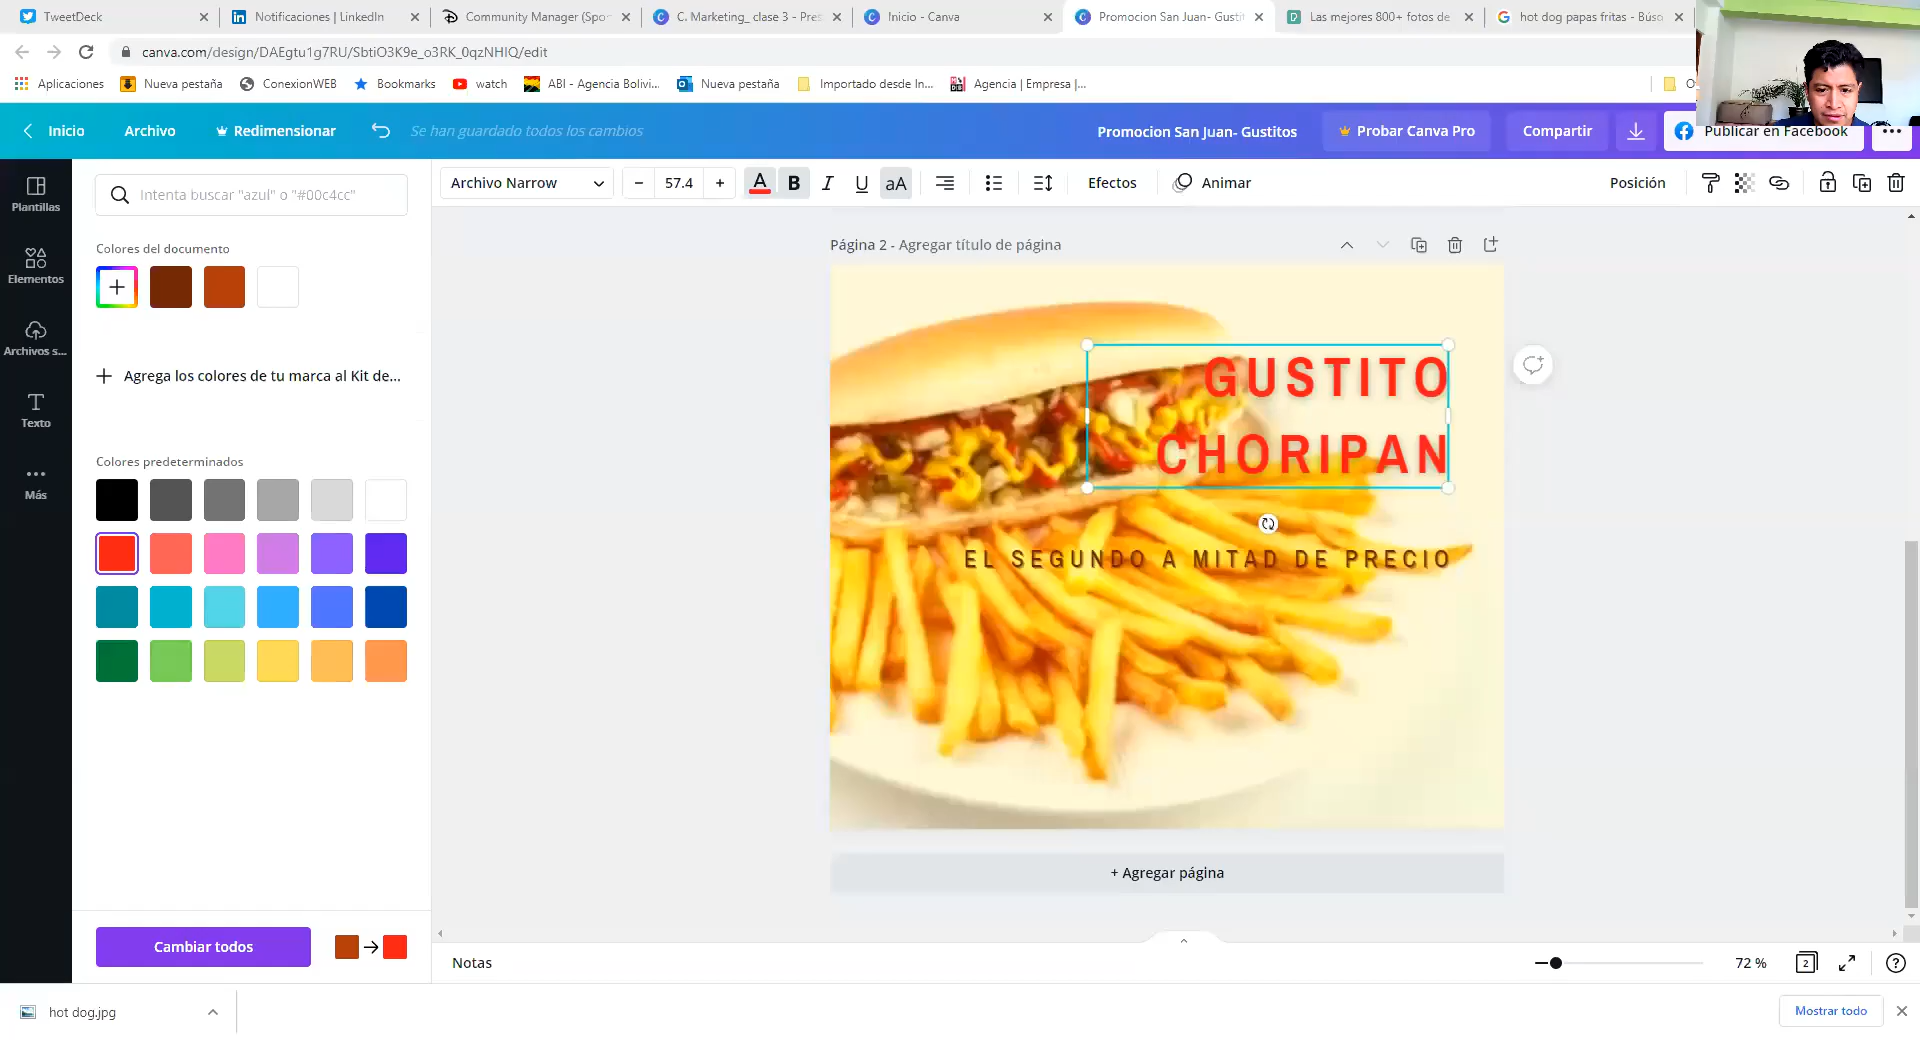 TweetDeck
Notificaciones | LinkedIn
Community Manager (Spor
C. Marketing_ clase 3 - Pres
Inicio - Canva
Promocion San Juan- Gustit
Las mejores 800+ fotos de
hot dog papas fritas - Búso
canva.com/design/DAEgtu1g7RU/SbtiO3K9e_o3RK_0qzNHIQ/edit
Aplicaciones
Nueva pestaña
ConexionWEB
Bookmarks
watch
ABI - Agencia Bolivi...
Nueva pestaña
Importado desde In...
Agencia | Empresa |...
Inicio
Archivo
Redimensionar
Se han guardado todos los cambios
Promocion San Juan- Gustitos
Probar Canva Pro
Compartir
Publicar en Facebook
Plantillas
Elementos
Archivos s...
Texto
Más
Intenta buscar "azul" o "#00c4cc"
Colores del documento
Agrega los colores de tu marca al Kit de...
Colores predeterminados
Cambiar todos
Archivo Narrow
57.4
A
B
I
U
aA
Efectos
Animar
Posición
Página 2 - Agregar título de página
GUSTITO
CHORIPAN
EL SEGUNDO A MITAD DE PRECIO
+ Agregar página
Notas
72 %
2
hot dog.jpg
Mostrar todo